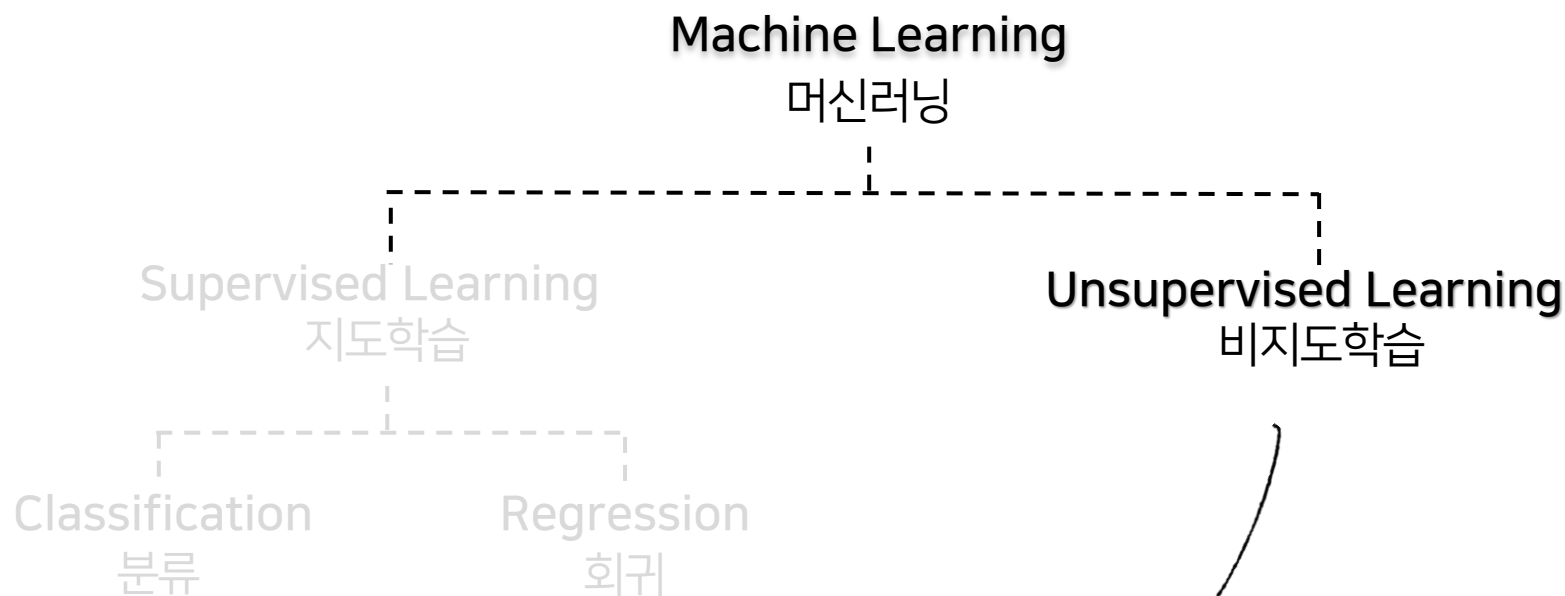 Machine Learning
머신러닝
Supervised Learning
지도학습
Unsupervised Learning
비지도학습
Classification
분류
Regression
회귀